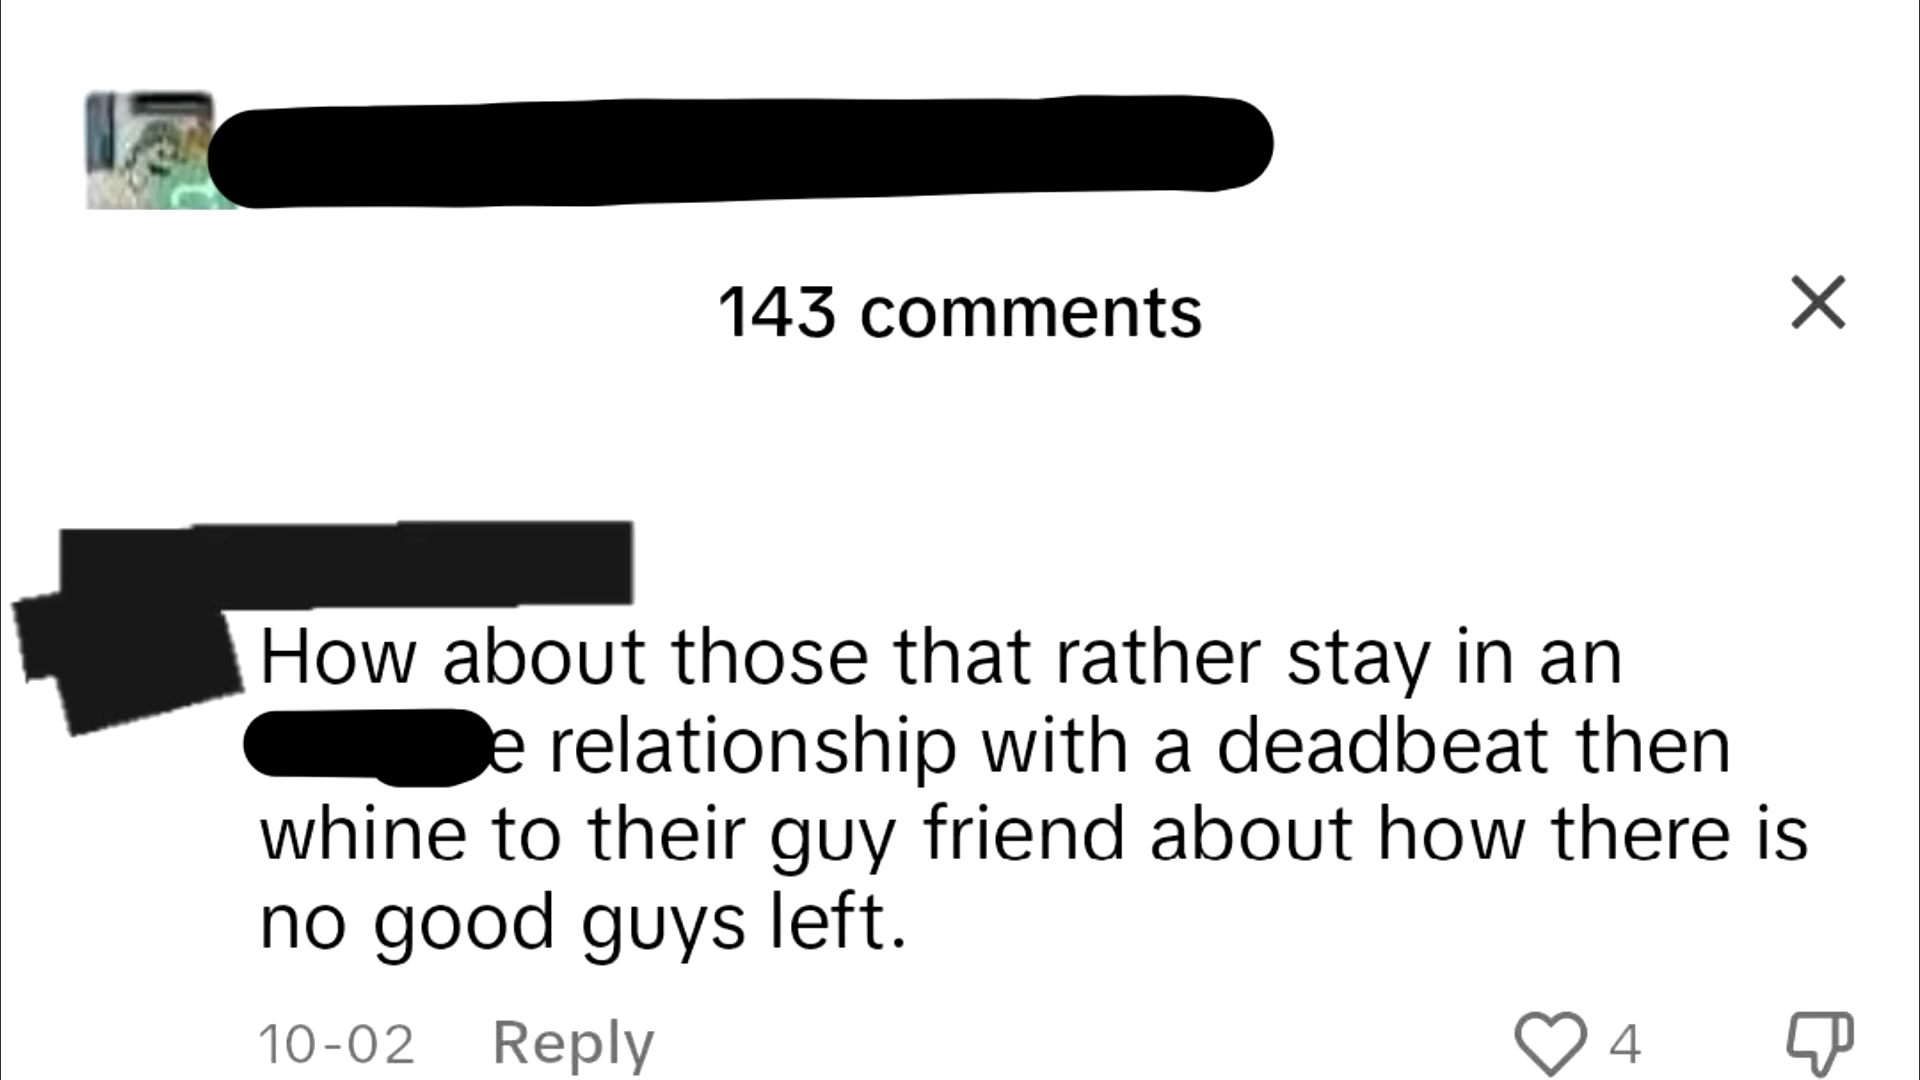 143 comments
How about those that rather stay in an
e relationship with a deadbeat then
whine to their guy friend about how there is
no good guys left.
10-02 Reply 4